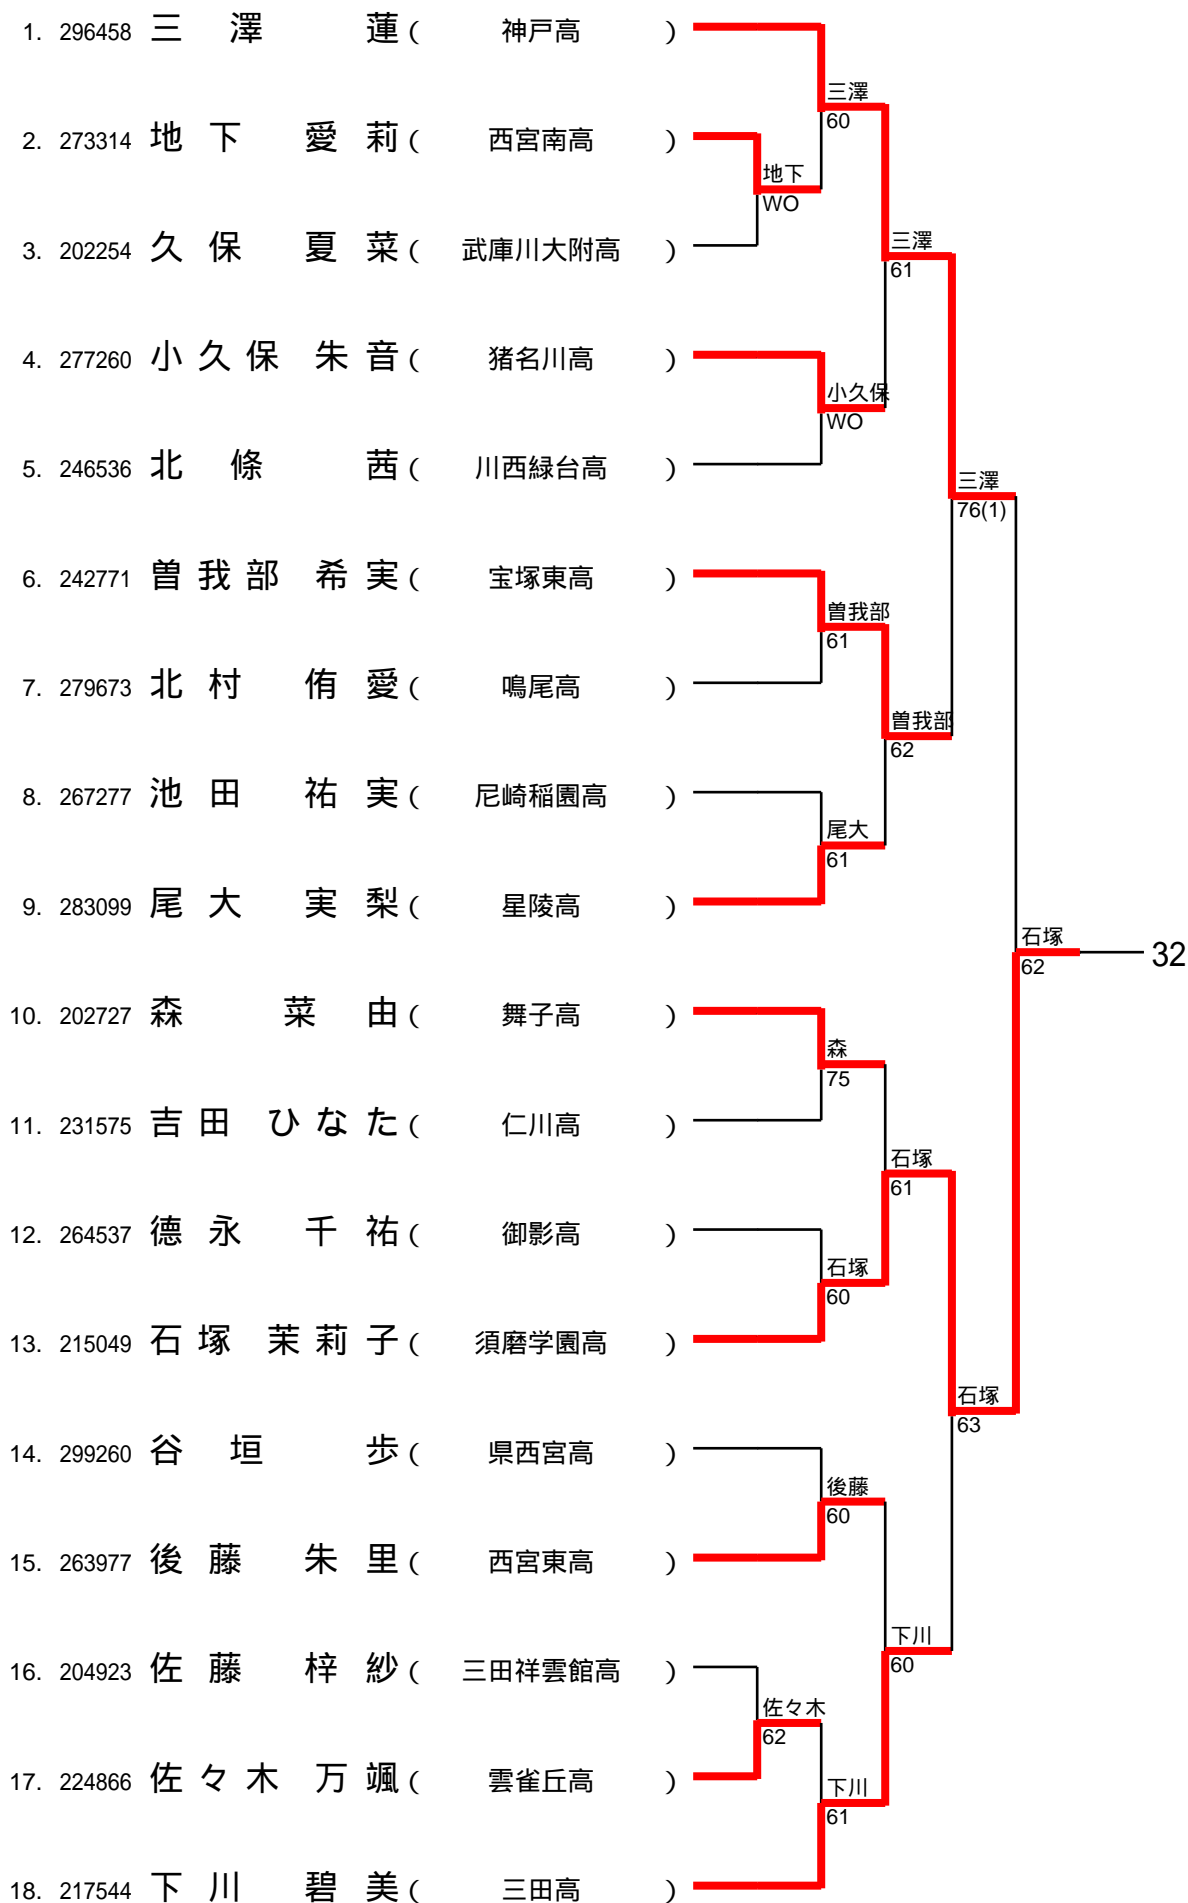 1. 296458 三澤 蓮 ( 神戸高 )
三澤
60
2. 273314 地下 愛莉 ( 西宮南高 )
地下
WO
3. 202254 久保 夏菜 ( 武庫川大附高 )
三澤
61
4. 277260 小久保 朱音 ( 猪名川高 )
小久保
WO
5. 246536 北條 茜 ( 川西緑台高 )
三澤
76(1)
6. 242771 曽我部 希実 ( 宝塚東高 )
曽我部
61
7. 279673 北村 侑愛 ( 鳴尾高 )
曽我部
62
8. 267277 池田 祐実 ( 尼崎稲園高 )
尾大
61
9. 283099 尾大 実梨 ( 星陵高 )
石塚
62
32
10. 202727 森 菜由 ( 舞子高 )
森
75
11. 231575 吉田 ひなた ( 仁川高 )
石塚
61
12. 264537 德永 千祐 ( 御影高 )
石塚
60
13. 215049 石塚 茉莉子 ( 須磨学園高 )
石塚
63
14. 299260 谷垣 歩 ( 県西宮高 )
後藤
60
15. 263977 後藤 朱里 ( 西宮東高 )
下川
60
16. 204923 佐藤 梓紗 ( 三田祥雲館高 )
佐々木
62
17. 224866 佐々木 万颯 ( 雲雀丘高 )
下川
61
18. 217544 下川 碧美 ( 三田高 )